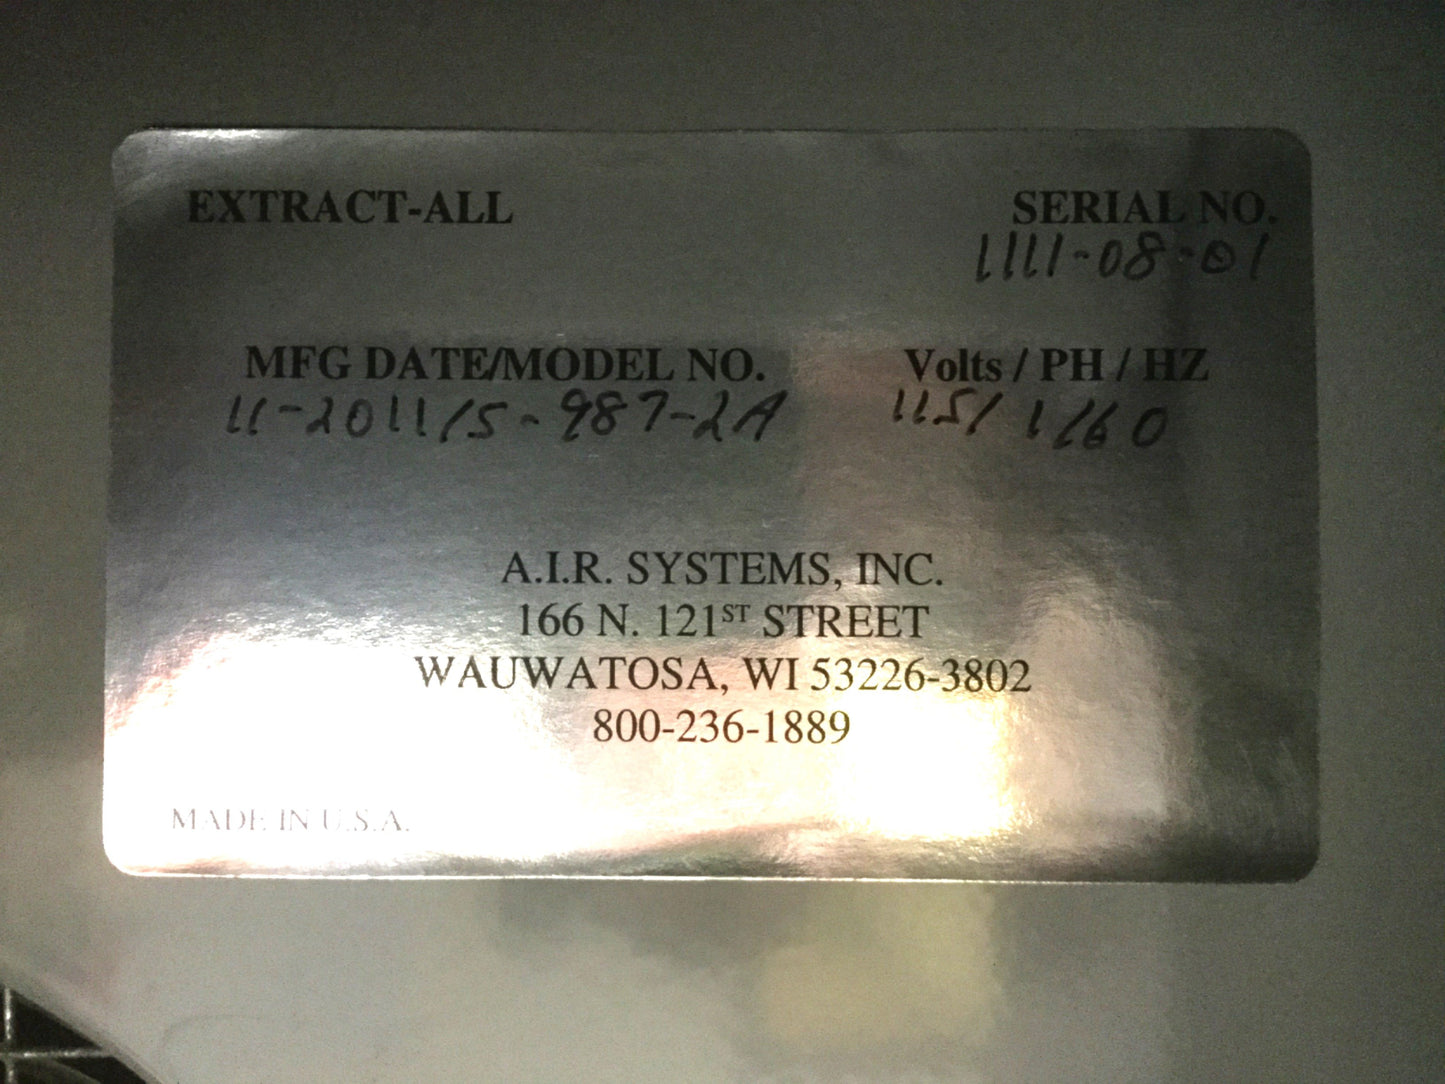 EXTRACT-ALL
SERIAL NO.
1111-08-01
MFG DATE/MODEL NO.
11-2011/S-987-2A
Volts / PH / HZ
115/ 1/60
A.I.R. SYSTEMS, INC.
166 N. 121ST STREET
WAUWATOSA, WI 53226-3802
800-236-1889
MADE IN U.S.A.